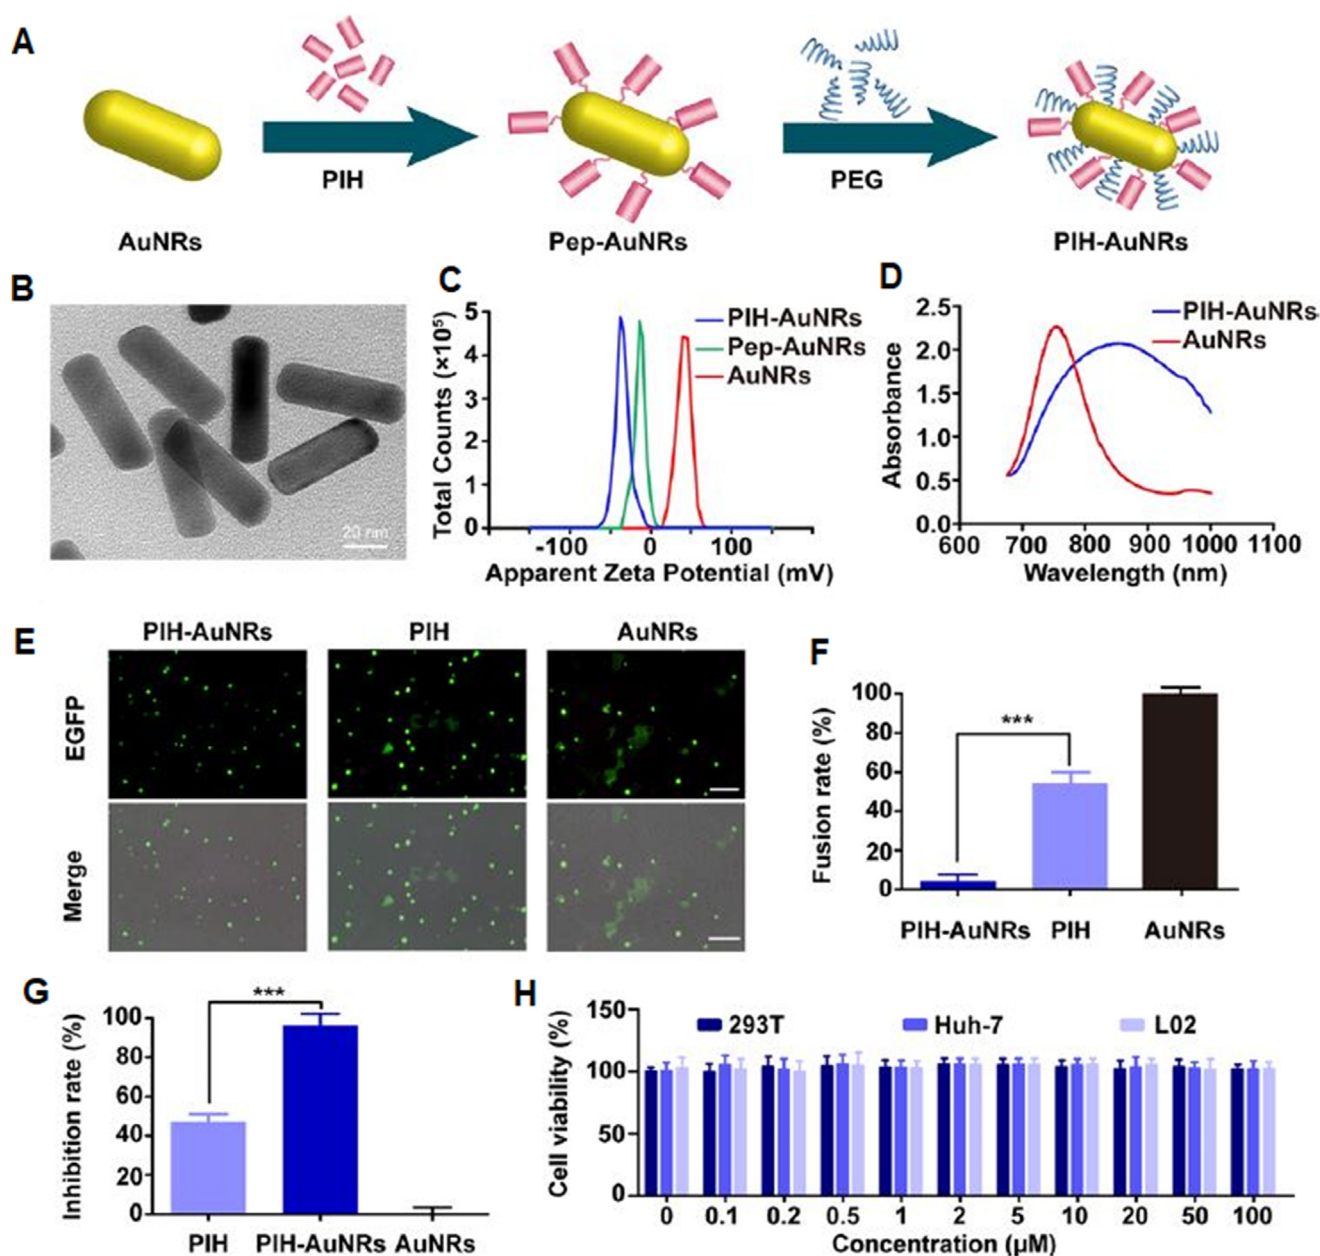 A
PIH
PEG
AuNRs
Pep-AuNRs
PIH-AuNRs
B
20 nm
C
5
4
3
2
1
0
Total Counts (×10⁵)
PIH-AuNRs
Pep-AuNRs
AuNRs
-100 0 100
Apparent Zeta Potential (mV)
D
2.5
2.0
1.5
1.0
0.5
0.0
Absorbance
PIH-AuNRs
AuNRs
600 700 800 900 1000 1100
Wavelength (nm)
E
PIH-AuNRs PIH AuNRs
EGFP
Merge
F
100
80
60
40
20
0
Fusion rate (%)
***
PIH-AuNRs PIH AuNRs
G
100
80
60
40
20
0
Inhibition rate (%)
***
PIH PIH-AuNRs AuNRs
H
150
100
50
0
Cell viability (%)
293T Huh-7 L02
0 0.1 0.2 0.5 1 2 5 10 20 50 100
Concentration (μM)